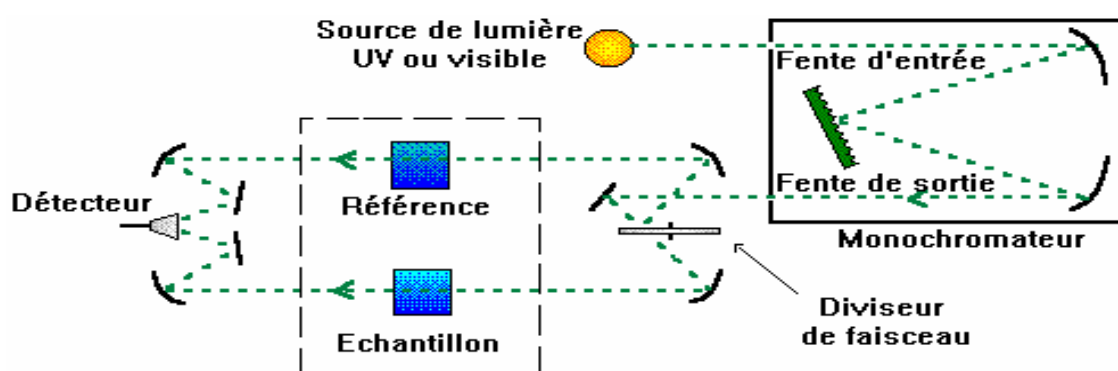 Source de lumière
UV ou visible
Fente d'entrée
Détecteur
Référence
Fente de sortie
Monochromateur
Echantillon
Diviseur
de faisceau